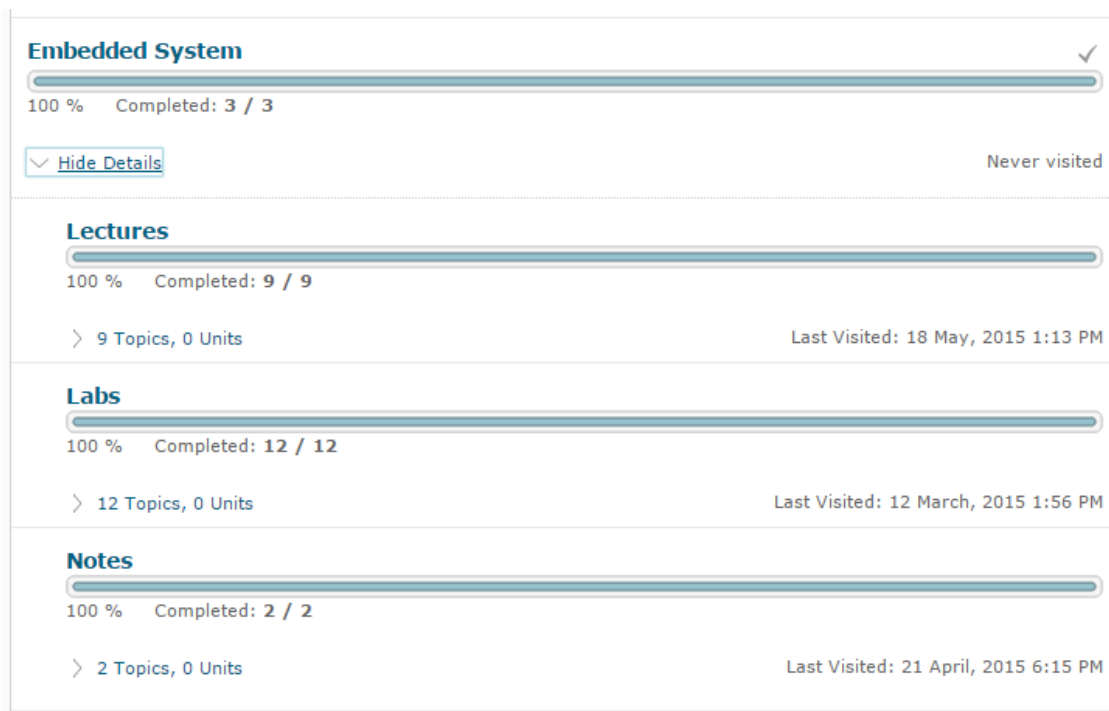 Embedded System
100 % Completed: 3 / 3
Hide Details Never visited
Lectures
100 % Completed: 9 / 9
9 Topics, 0 Units Last Visited: 18 May, 2015 1:13 PM
Labs
100 % Completed: 12 / 12
12 Topics, 0 Units Last Visited: 12 March, 2015 1:56 PM
Notes
100 % Completed: 2 / 2
2 Topics, 0 Units Last Visited: 21 April, 2015 6:15 PM